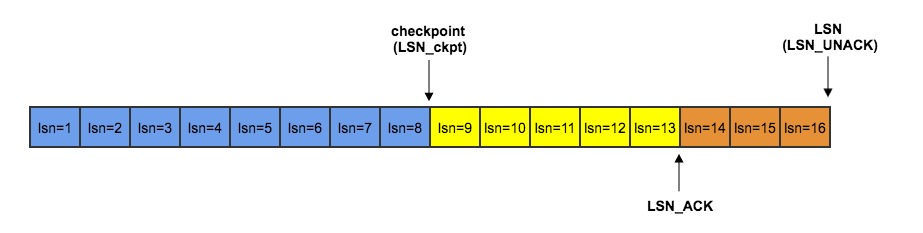 checkpoint
(LSN_ckpt)
LSN
(LSN_UNACK)
lsn=1 lsn=2 lsn=3 lsn=4 lsn=5 lsn=6 lsn=7 lsn=8 lsn=9 lsn=10 lsn=11 lsn=12 lsn=13 lsn=14 lsn=15 lsn=16
LSN_ACK